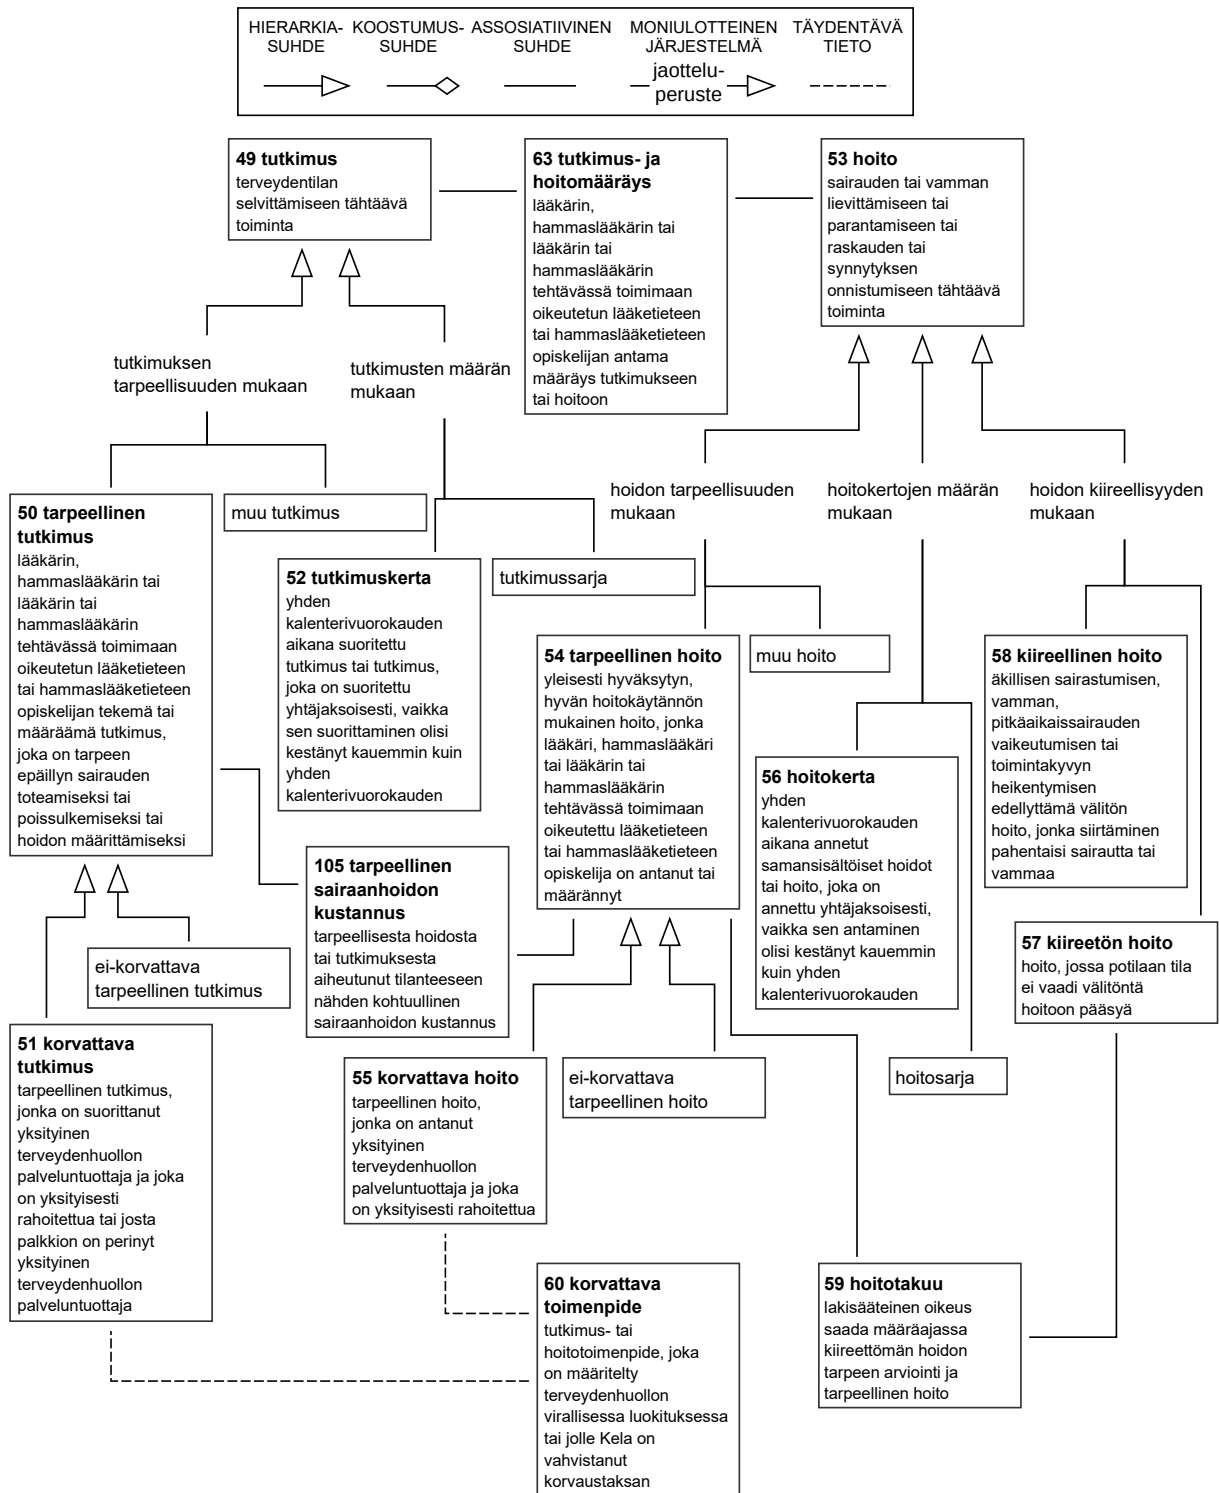 HIERARKIA-
SUHDE
KOOSTUMUS-
SUHDE
ASSOSIATIIVINEN
SUHDE
MONIULOTTEINEN
JÄRJESTELMÄ
TÄYDENTÄVÄ
TIETO
jaottelu-
peruste
49 tutkimus
terveydentilan
selvittämiseen tähtäävä
toiminta
63 tutkimus- ja
hoitomääräys
lääkärin,
hammaslääkärin tai
lääkärin tai
hammaslääkärin
tehtävässä toimimaan
oikeutetun lääketieteen
tai hammaslääketieteen
opiskelijan antama
määräys tutkimukseen
tai hoitoon
53 hoito
sairauden tai vamman
lievittämiseen tai
parantamiseen tai
raskauden tai
synnytyksen
onnistumiseen tähtäävä
toiminta
tutkimuksen
tarpeellisuuden mukaan
tutkimusten määrän
mukaan
hoidon tarpeellisuuden
mukaan
hoitokertojen määrän
mukaan
hoidon kiireellisyyden
mukaan
50 tarpeellinen
tutkimus
lääkärin,
hammaslääkärin tai
lääkärin tai
hammaslääkärin
tehtävässä toimimaan
oikeutetun lääketieteen
tai hammaslääketieteen
opiskelijan tekemä tai
määräämä tutkimus,
joka on tarpeen
epäillyn sairauden
toteamiseksi tai
poissulkemiseksi tai
hoidon määrittämiseksi
muu tutkimus
52 tutkimuskerta
yhden
kalenterivuorokauden
aikana suoritettu
tutkimus tai tutkimus,
joka on suoritettu
yhtäjaksoisesti, vaikka
sen suorittaminen olisi
kestänyt kauemmin kuin
yhden
kalenterivuorokauden
tutkimussarja
54 tarpeellinen hoito
yleisesti hyväksytyn,
hyvän hoitokäytännön
mukainen hoito, jonka
lääkäri, hammaslääkäri
tai lääkärin tai
hammaslääkärin
tehtävässä toimimaan
oikeutettu lääketieteen
tai hammaslääketieteen
opiskelija on antanut tai
määrännyt
muu hoito
56 hoitokerta
yhden
kalenterivuorokauden
aikana annetut
samansisältöiset hoidot
tai hoito, joka on
annettu yhtäjaksoisesti,
vaikka sen antaminen
olisi kestänyt kauemmin
kuin yhden
kalenterivuorokauden
58 kiireellinen hoito
äkillisen sairastumisen,
vamman,
pitkäaikaissairauden
vaikeutumisen tai
toimintakyvyn
heikentymisen
edellyttämä välitön
hoito, jonka siirtäminen
pahentaisi sairautta tai
vammaa
105 tarpeellinen
sairaanhoidon
kustannus
tarpeellisesta hoidosta
tai tutkimuksesta
aiheutunut tilanteeseen
nähden kohtuullinen
sairaanhoidon kustannus
57 kiireetön hoito
hoito, jossa potilaan tila
ei vaadi välitöntä
hoitoon pääsyä
ei-korvattava
tarpeellinen tutkimus
51 korvattava
tutkimus
tarpeellinen tutkimus,
jonka on suorittanut
yksityinen
terveydenhuollon
palveluntuottaja ja joka
on yksityisesti
rahoitettua tai josta
palkkion on perinyt
yksityinen
terveydenhuollon
palveluntuottaja
55 korvattava hoito
tarpeellinen hoito,
jonka on antanut
yksityinen
terveydenhuollon
palveluntuottaja ja joka
on yksityisesti rahoitettua
ei-korvattava
tarpeellinen hoito
hoitosarja
60 korvattava
toimenpide
tutkimus- tai
hoitotoimenpide, joka
on määritelty
terveydenhuollon
virallisessa luokituksessa
tai jolle Kela on
vahvistanut
korvaustaksan
59 hoitotakuu
lakisääteinen oikeus
saada määräajassa
kiireettömän hoidon
tarpeen arviointi ja
tarpeellinen hoito